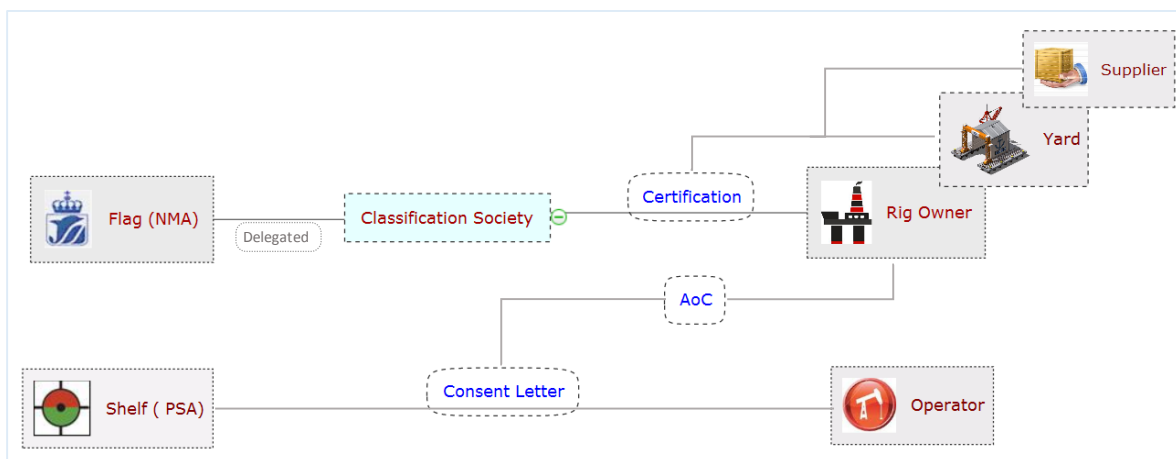 Supplier
Yard
Certification
Rig Owner
Flag (NMA)
Classification Society
Delegated
AoC
Consent Letter
Shelf ( PSA)
Operator